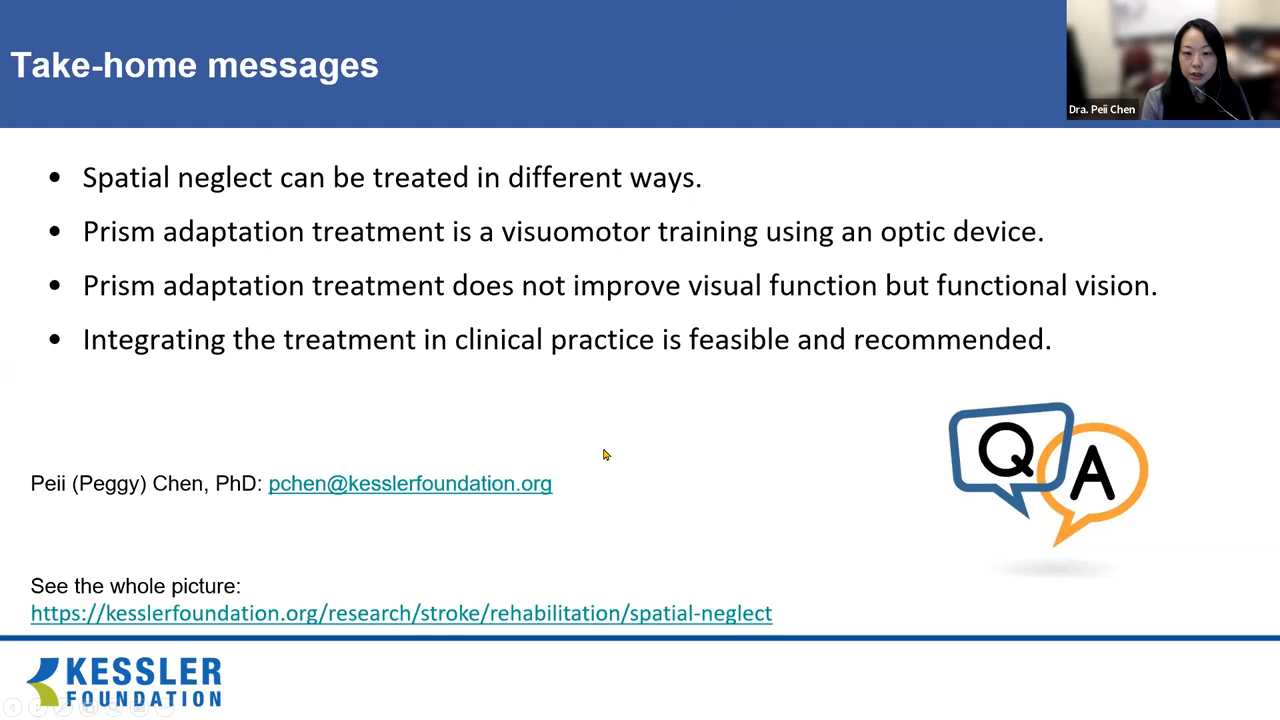 Take-home messages
Dra. Peii Chen
• Spatial neglect can be treated in different ways.
• Prism adaptation treatment is a visuomotor training using an optic device.
• Prism adaptation treatment does not improve visual function but functional vision.
• Integrating the treatment in clinical practice is feasible and recommended.
Q A
Peii (Peggy) Chen, PhD: pchen@kesslerfoundation.org
See the whole picture:
https://kesslerfoundation.org/research/stroke/rehabilitation/spatial-neglect
KESSLER
FOUNDATION